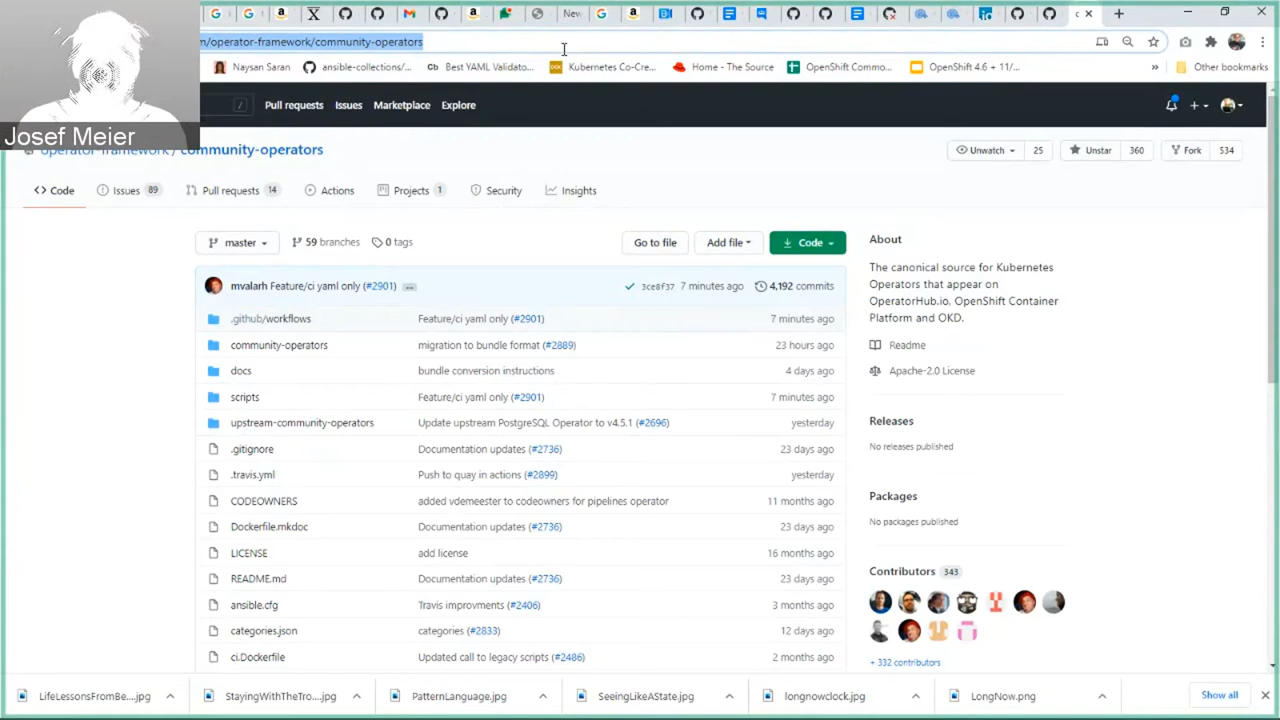 New
m/operator-framework/community-operators
Naysan Saran
ansible-collections/...
Cb Best YAML Validato...
Kubernetes Co-Cre...
Home - The Source
OpenShift Commo...
OpenShift 4.6 + 11/...
»
Other bookmarks
/
Pull requests
Issues
Marketplace
Explore
Josef Meier
operator-framework / community-operators
Unwatch 25
Unstar 360
Fork 534
Code
Issues 89
Pull requests 14
Actions
Projects 1
Security
Insights
master
59 branches
0 tags
Go to file
Add file
Code
mvalarh Feature/ci yaml only (#2901) ...
3ce8f37 7 minutes ago
4,192 commits
.github/workflows Feature/ci yaml only (#2901) 7 minutes ago
community-operators migration to bundle format (#2889) 23 hours ago
docs bundle conversion instructions 4 days ago
scripts Feature/ci yaml only (#2901) 7 minutes ago
upstream-community-operators Update upstream PostgreSQL Operator to v4.5.1 (#2696) yesterday
.gitignore Documentation updates (#2736) 23 days ago
.travis.yml Push to quay in actions (#2899) yesterday
CODEOWNERS added vdemeester to codeowners for pipelines operator 11 months ago
Dockerfile.mkdoc Documentation updates (#2736) 23 days ago
LICENSE add license 16 months ago
README.md Documentation updates (#2736) 23 days ago
ansible.cfg Travis improvments (#2406) 3 months ago
categories.json categories (#2833) 12 days ago
ci.Dockerfile Updated call to legacy scripts (#2486) 2 months ago
About
The canonical source for Kubernetes
Operators that appear on
OperatorHub.io, OpenShift Container
Platform and OKD.
Readme
Apache-2.0 License
Releases
No releases published
Packages
No packages published
Contributors 343
+ 332 contributors
LifeLessonsFromBe....jpg
StayingWithTheTro....jpg
PatternLanguage.jpg
SeeingLikeAState.jpg
longnowclock.jpg
LongNow.png
Show all